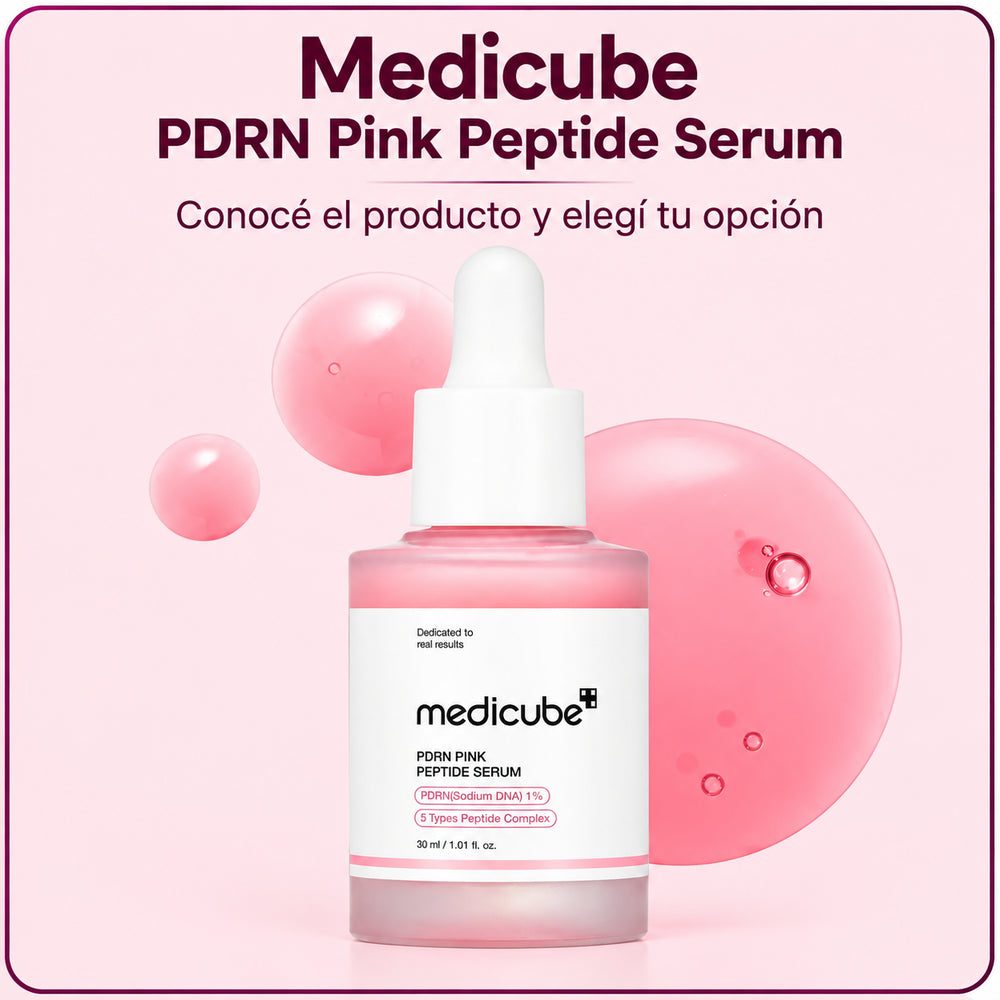 Medicube
PDRN Pink Peptide Serum
Conocé el producto y elegí tu opción
Dedicated to
real results
medicube
PDRN PINK
PEPTIDE SERUM
PDRN(Sodium DNA) 1%
5 Types Peptide Complex
30 ml / 1.01 fl. oz.